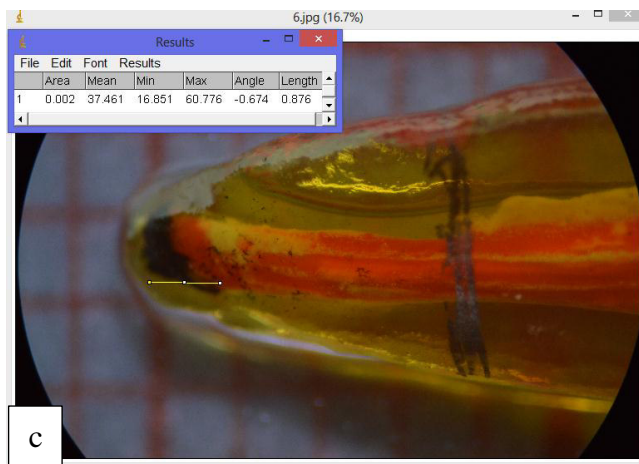 6.jpg (16.7%)
Results
File Edit Font Results
Area Mean Min Max Angle Length
1 0.002 37.461 16.851 60.776 -0.674 0.876
c